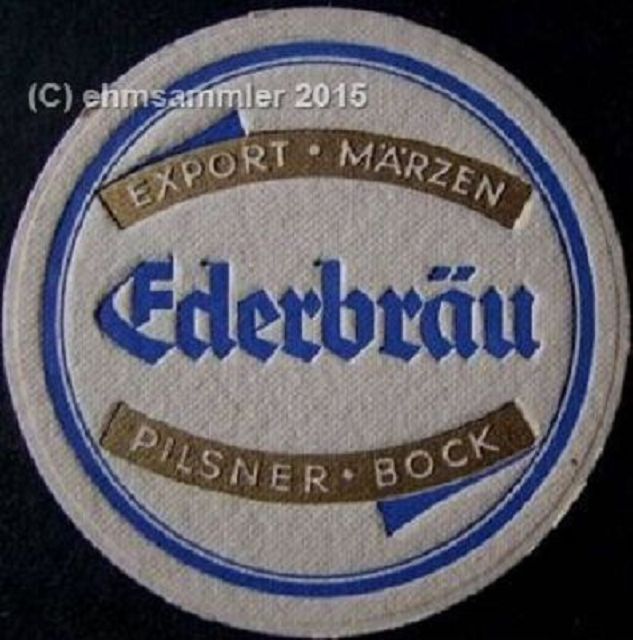 (C) ehmsammler 2015
EXPORT · MÄRZEN
Ederbräu
PILSNER · BOCK